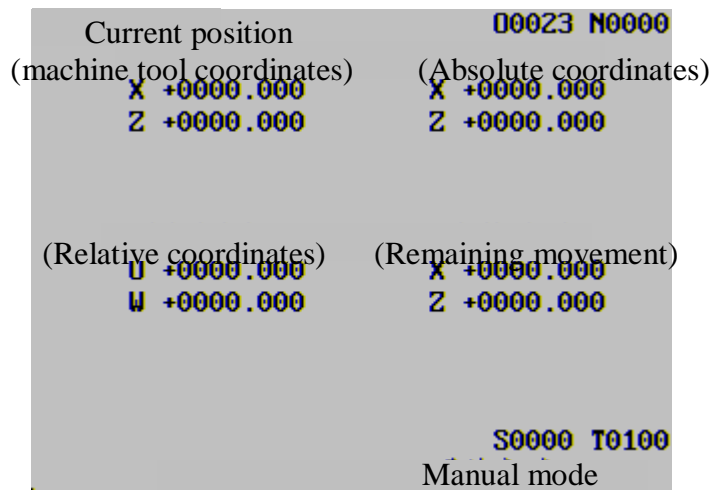 Current position O0023 N0000
(machine tool coordinates) (Absolute coordinates)
X +0000.000 X +0000.000
Z +0000.000 Z +0000.000
(Relative coordinates) (Remaining movement)
U +0000.000 X +0000.000
W +0000.000 Z +0000.000
S0000 T0100
Manual mode